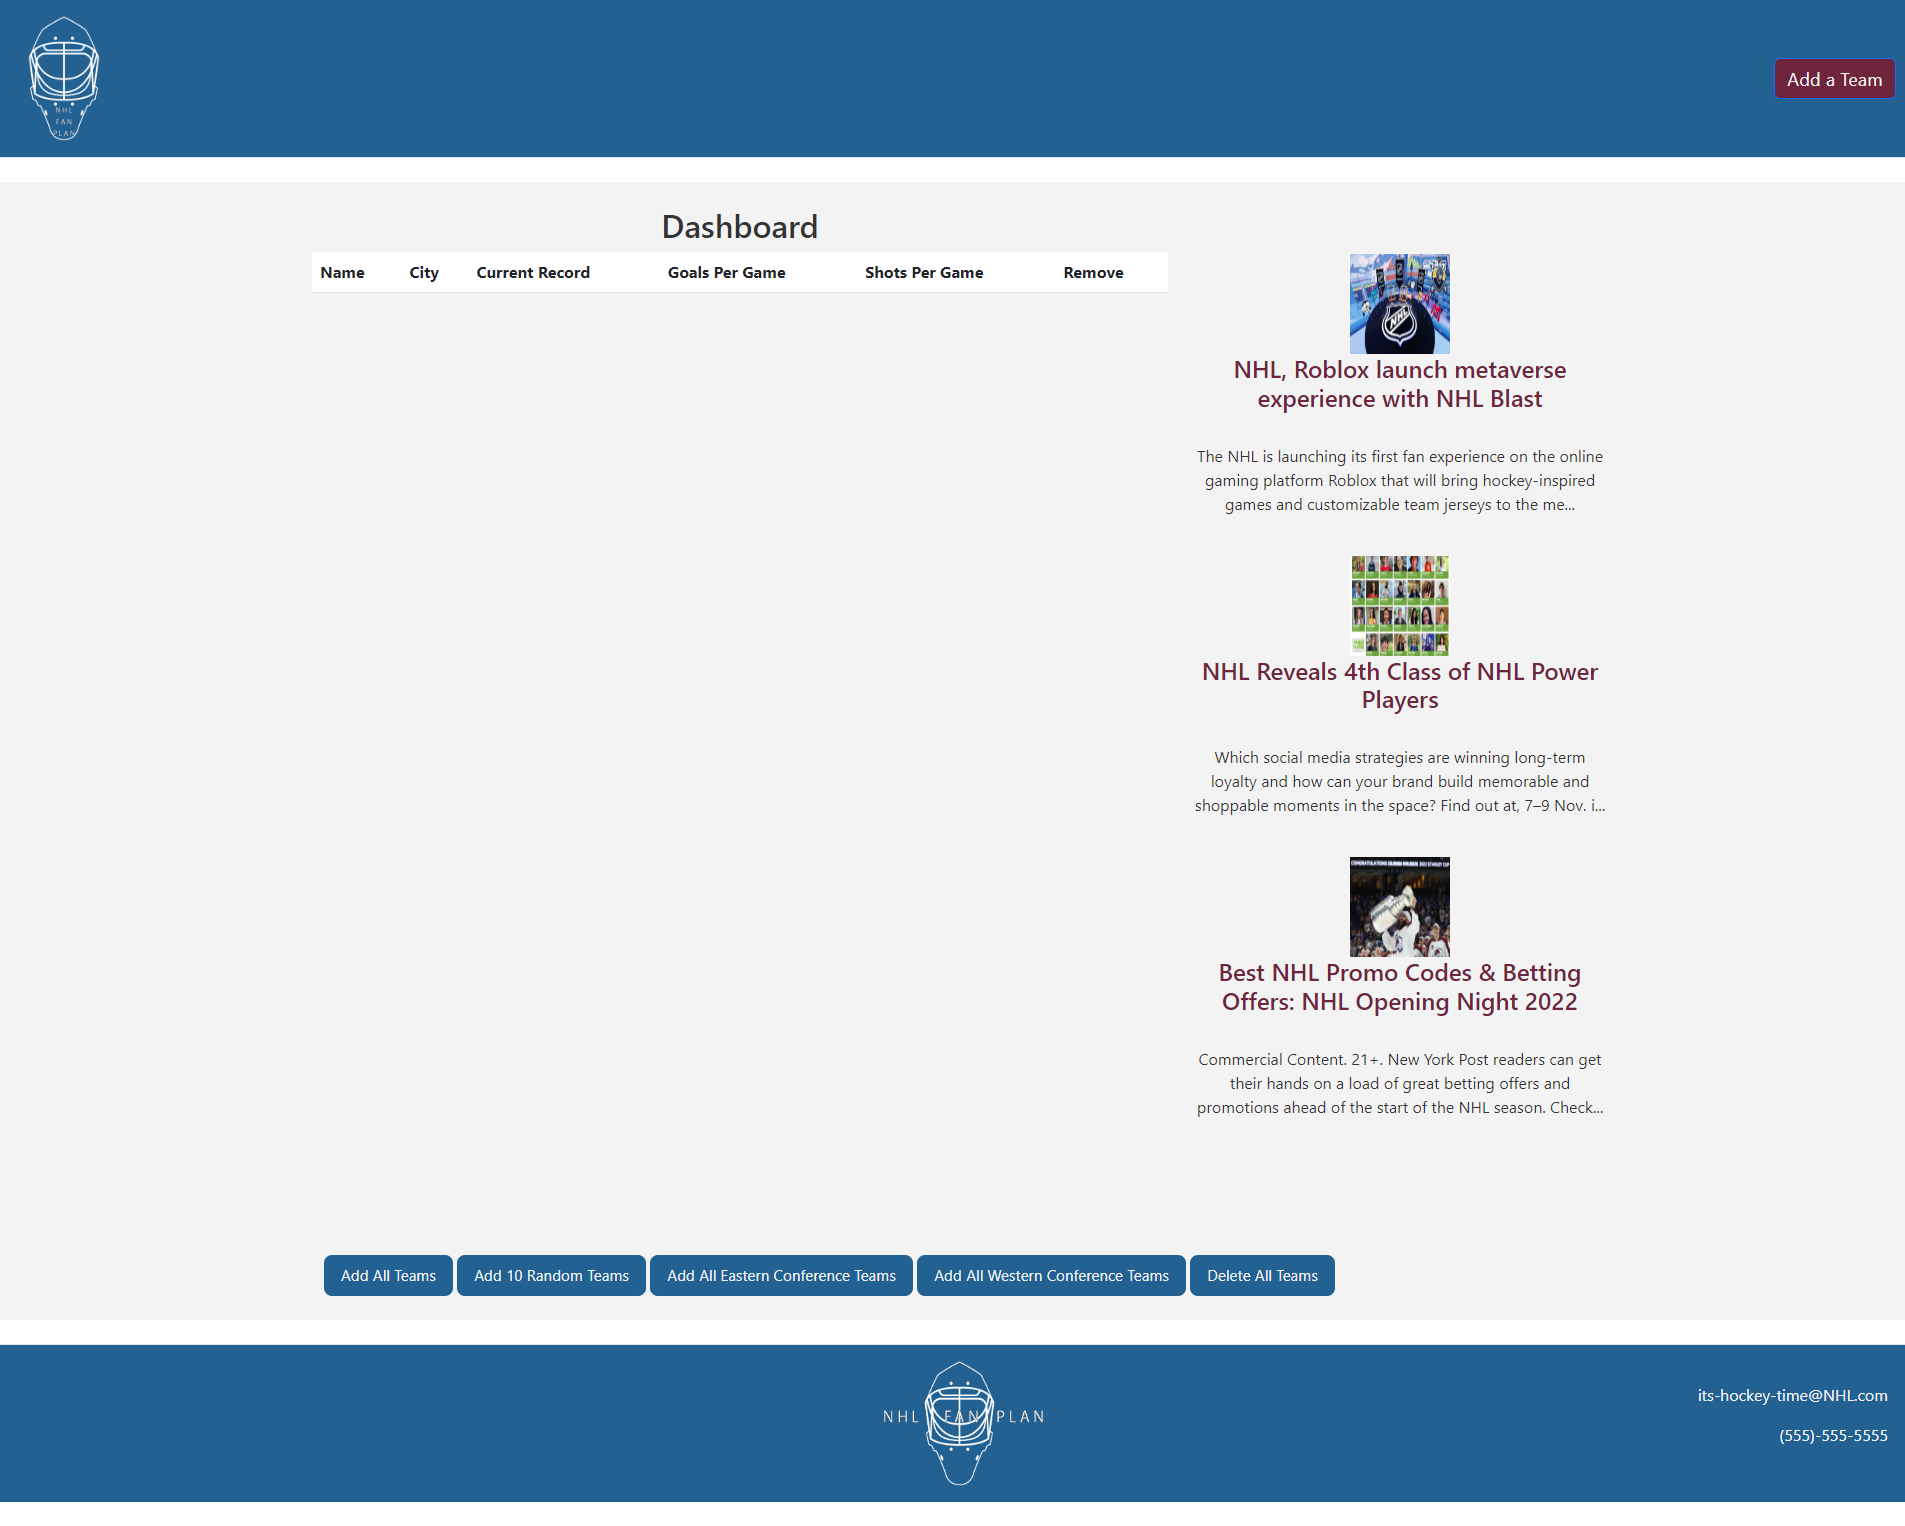 NHL
FAN
PLAN
Add a Team
Dashboard
Name City Current Record Goals Per Game Shots Per Game Remove
NHL
NHL, Roblox launch metaverse
experience with NHL Blast
The NHL is launching its first fan experience on the online
gaming platform Roblox that will bring hockey-inspired
games and customizable team jerseys to the me...
NHL Reveals 4th Class of NHL Power
Players
Which social media strategies are winning long-term
loyalty and how can your brand build memorable and
shoppable moments in the space? Find out at, 7–9 Nov. i...
Best NHL Promo Codes & Betting
Offers: NHL Opening Night 2022
Commercial Content. 21+. New York Post readers can get
their hands on a load of great betting offers and
promotions ahead of the start of the NHL season. Check...
Add All Teams Add 10 Random Teams Add All Eastern Conference Teams Add All Western Conference Teams Delete All Teams
NHL FAN PLAN
its-hockey-time@NHL.com
(555)-555-5555